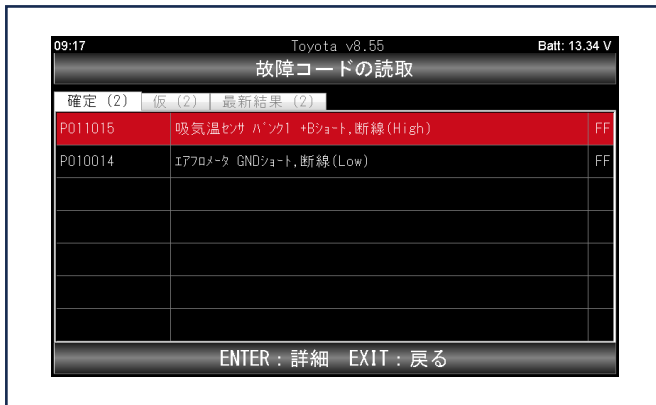 09:17 Toyota v8.55 Batt: 13.34 V
故障コードの読取
確定 (2) 仮 (2) 最新結果 (2)
P011015 吸気温ｾﾝｻ ﾊﾞﾝｸ1 +Bｼｮｰﾄ,断線(High) FF
P010014 ｴｱﾌﾛﾒｰﾀ GNDｼｮｰﾄ,断線(Low) FF
ENTER：詳細 EXIT：戻る